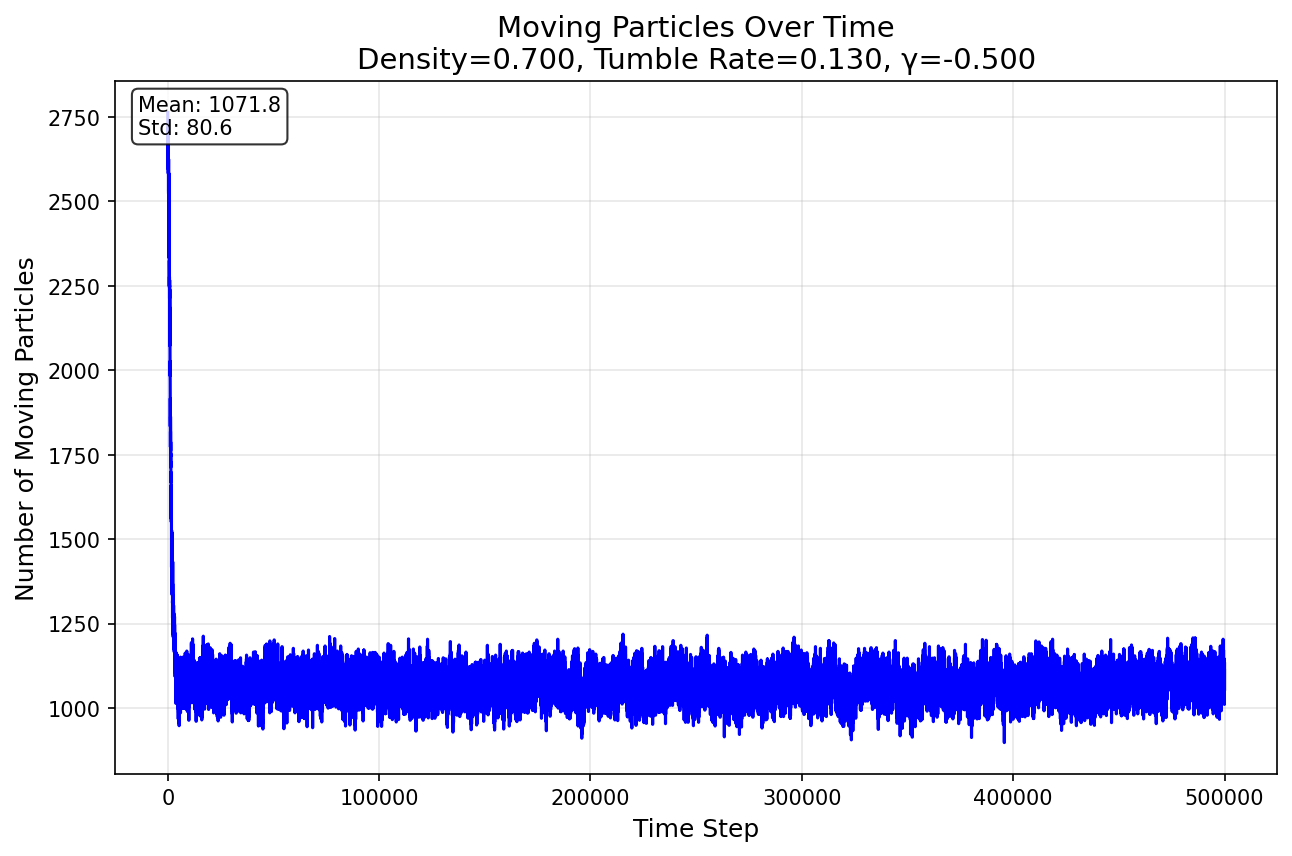 Moving Particles Over Time
Density=0.700, Tumble Rate=0.130, γ=-0.500
Mean: 1071.8
Std: 80.6
Number of Moving Particles
2750
2500
2250
2000
1750
1500
1250
1000
0 100000 200000 300000 400000 500000
Time Step